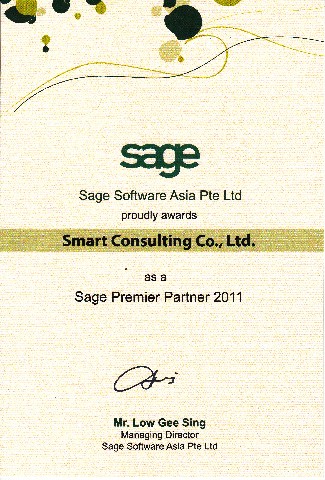 sage
Sage Software Asia Pte Ltd
proudly awards
Smart Consulting Co., Ltd.
as a
Sage Premier Partner 2011
Mr. Low Gee Sing
Managing Director
Sage Software Asia Pte Ltd